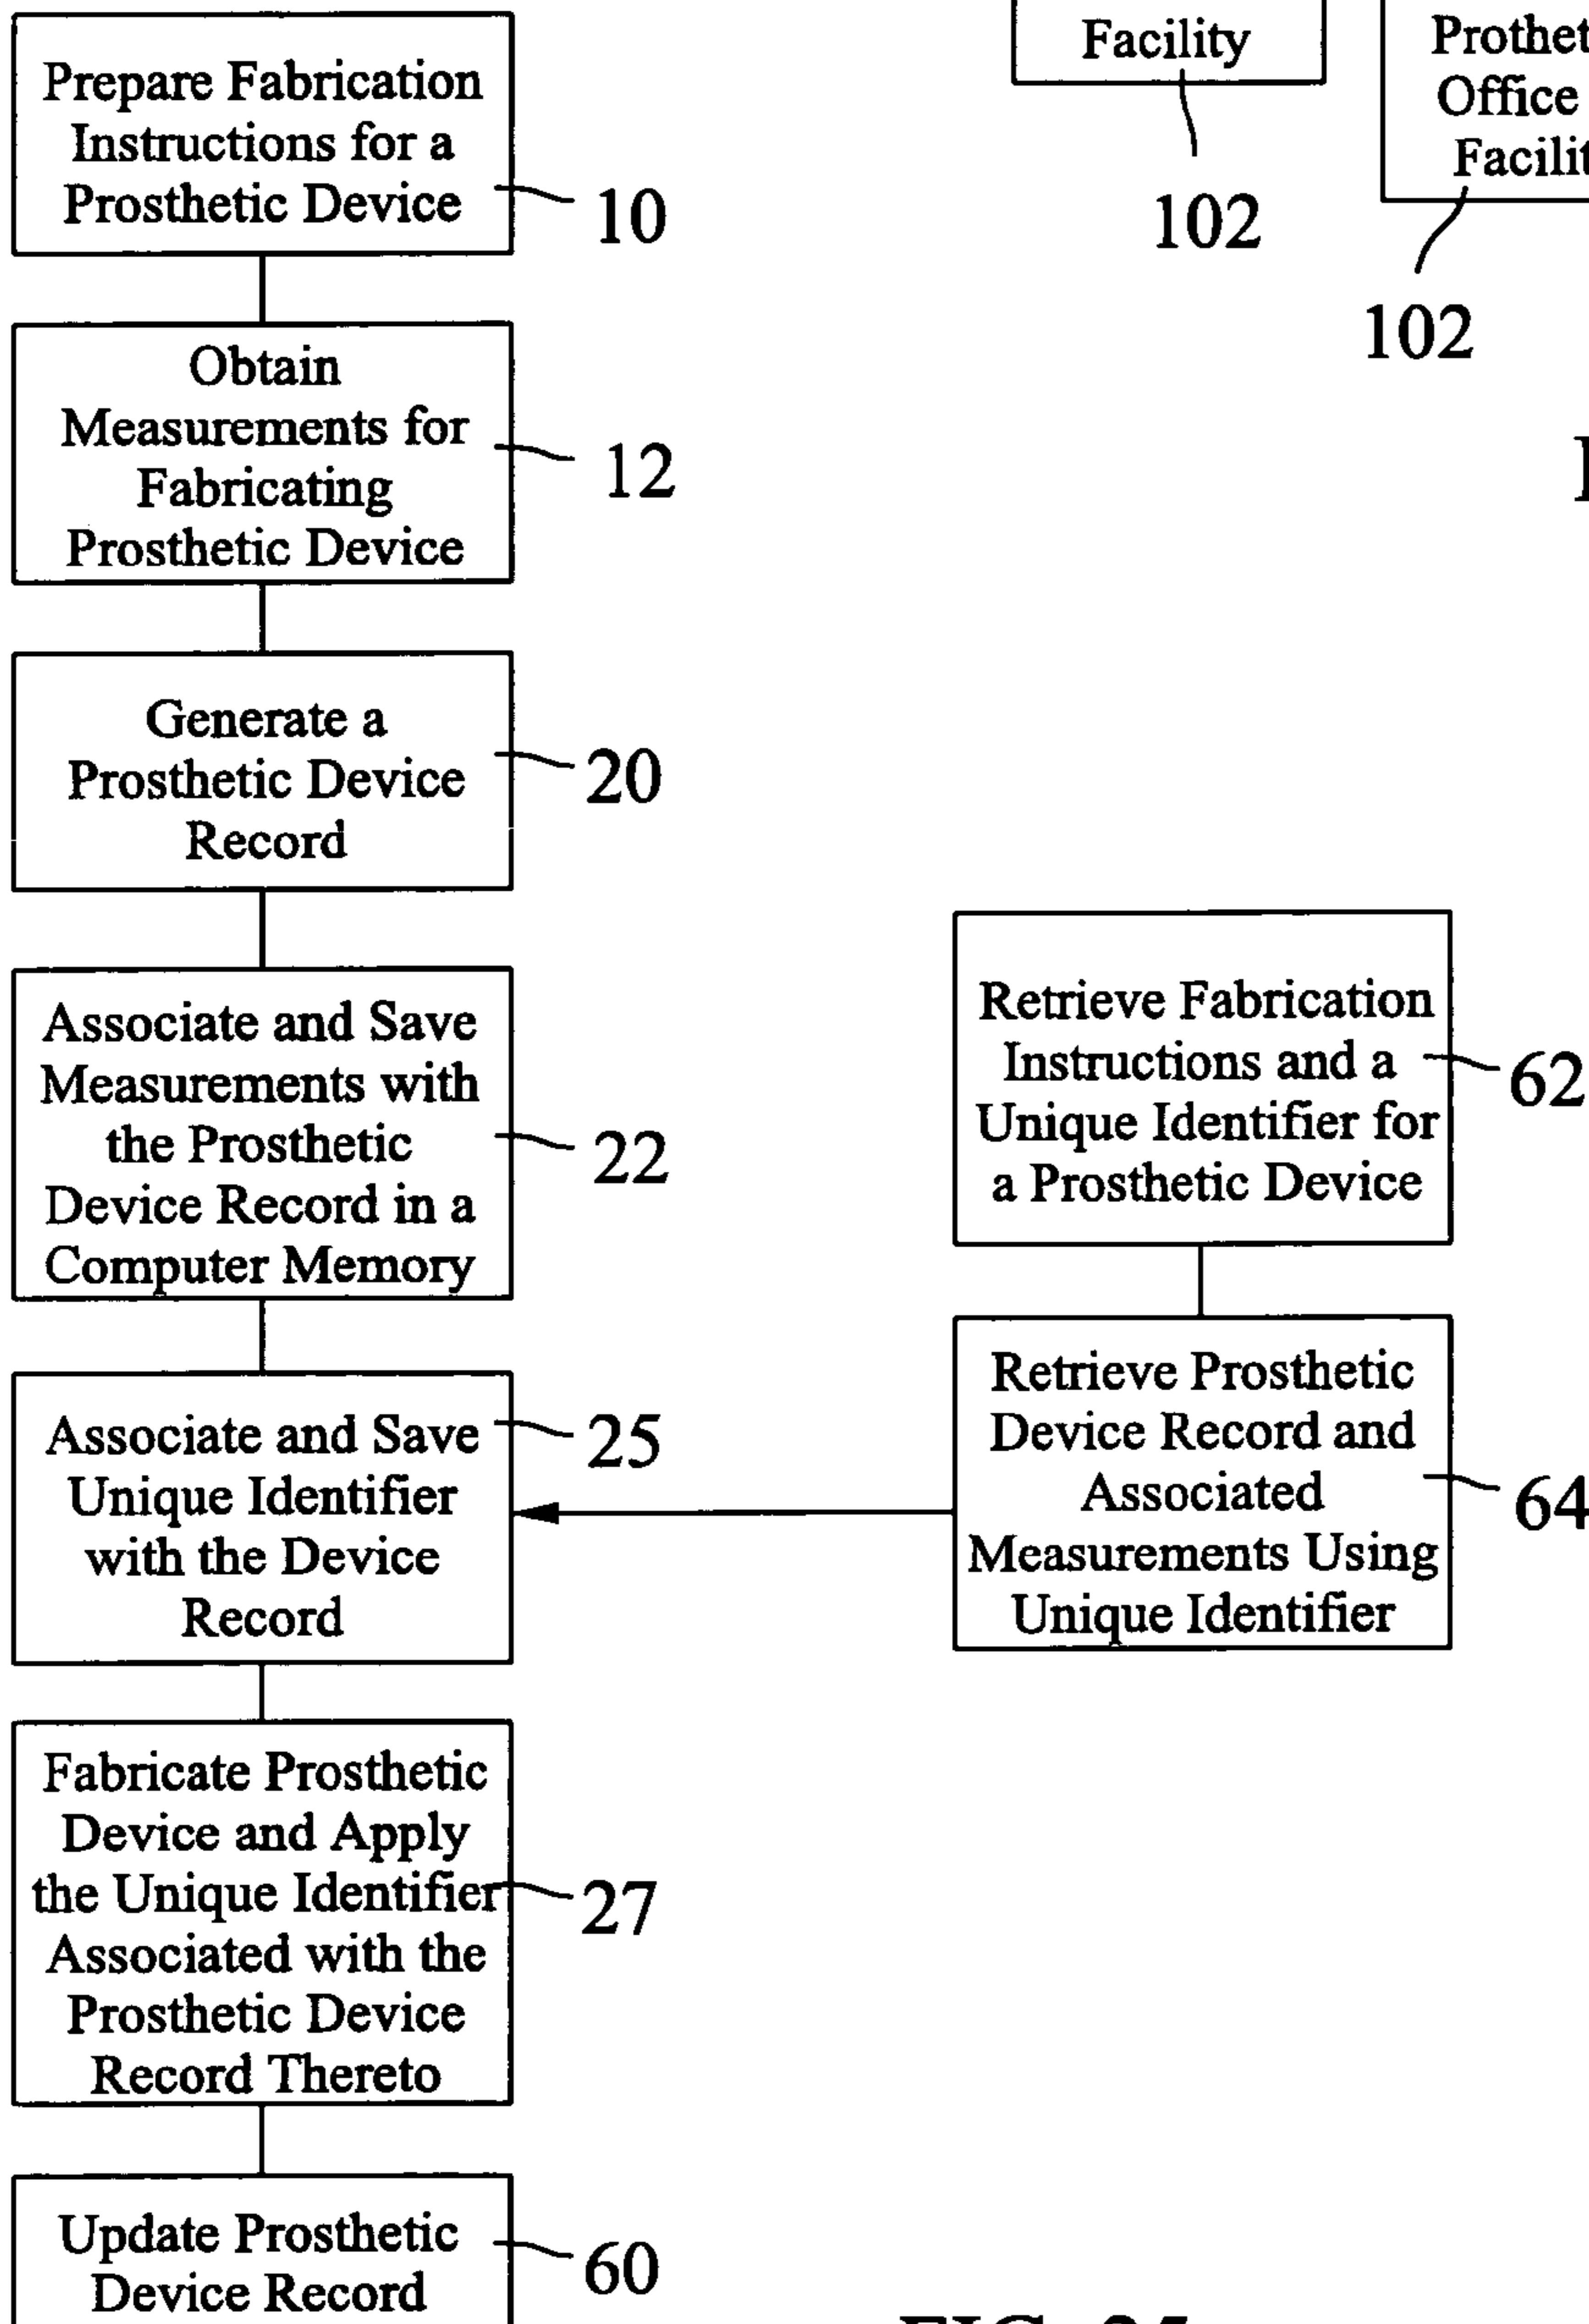 Prepare Fabrication
Instructions for a
Prosthetic Device
10
Obtain
Measurements for
Fabricating
Prosthetic Device
12
Generate a
Prosthetic Device
Record
20
Associate and Save
Measurements with
the Prosthetic
Device Record in a
Computer Memory
22
Associate and Save
Unique Identifier
with the Device
Record
25
Fabricate Prosthetic
Device and Apply
the Unique Identifier
Associated with the
Prosthetic Device
Record Thereto
27
Update Prosthetic
Device Record
60
Facility
102
Office
102
Retrieve Fabrication
Instructions and a
Unique Identifier for
a Prosthetic Device
62
Retrieve Prosthetic
Device Record and
Associated
Measurements Using
Unique Identifier
64